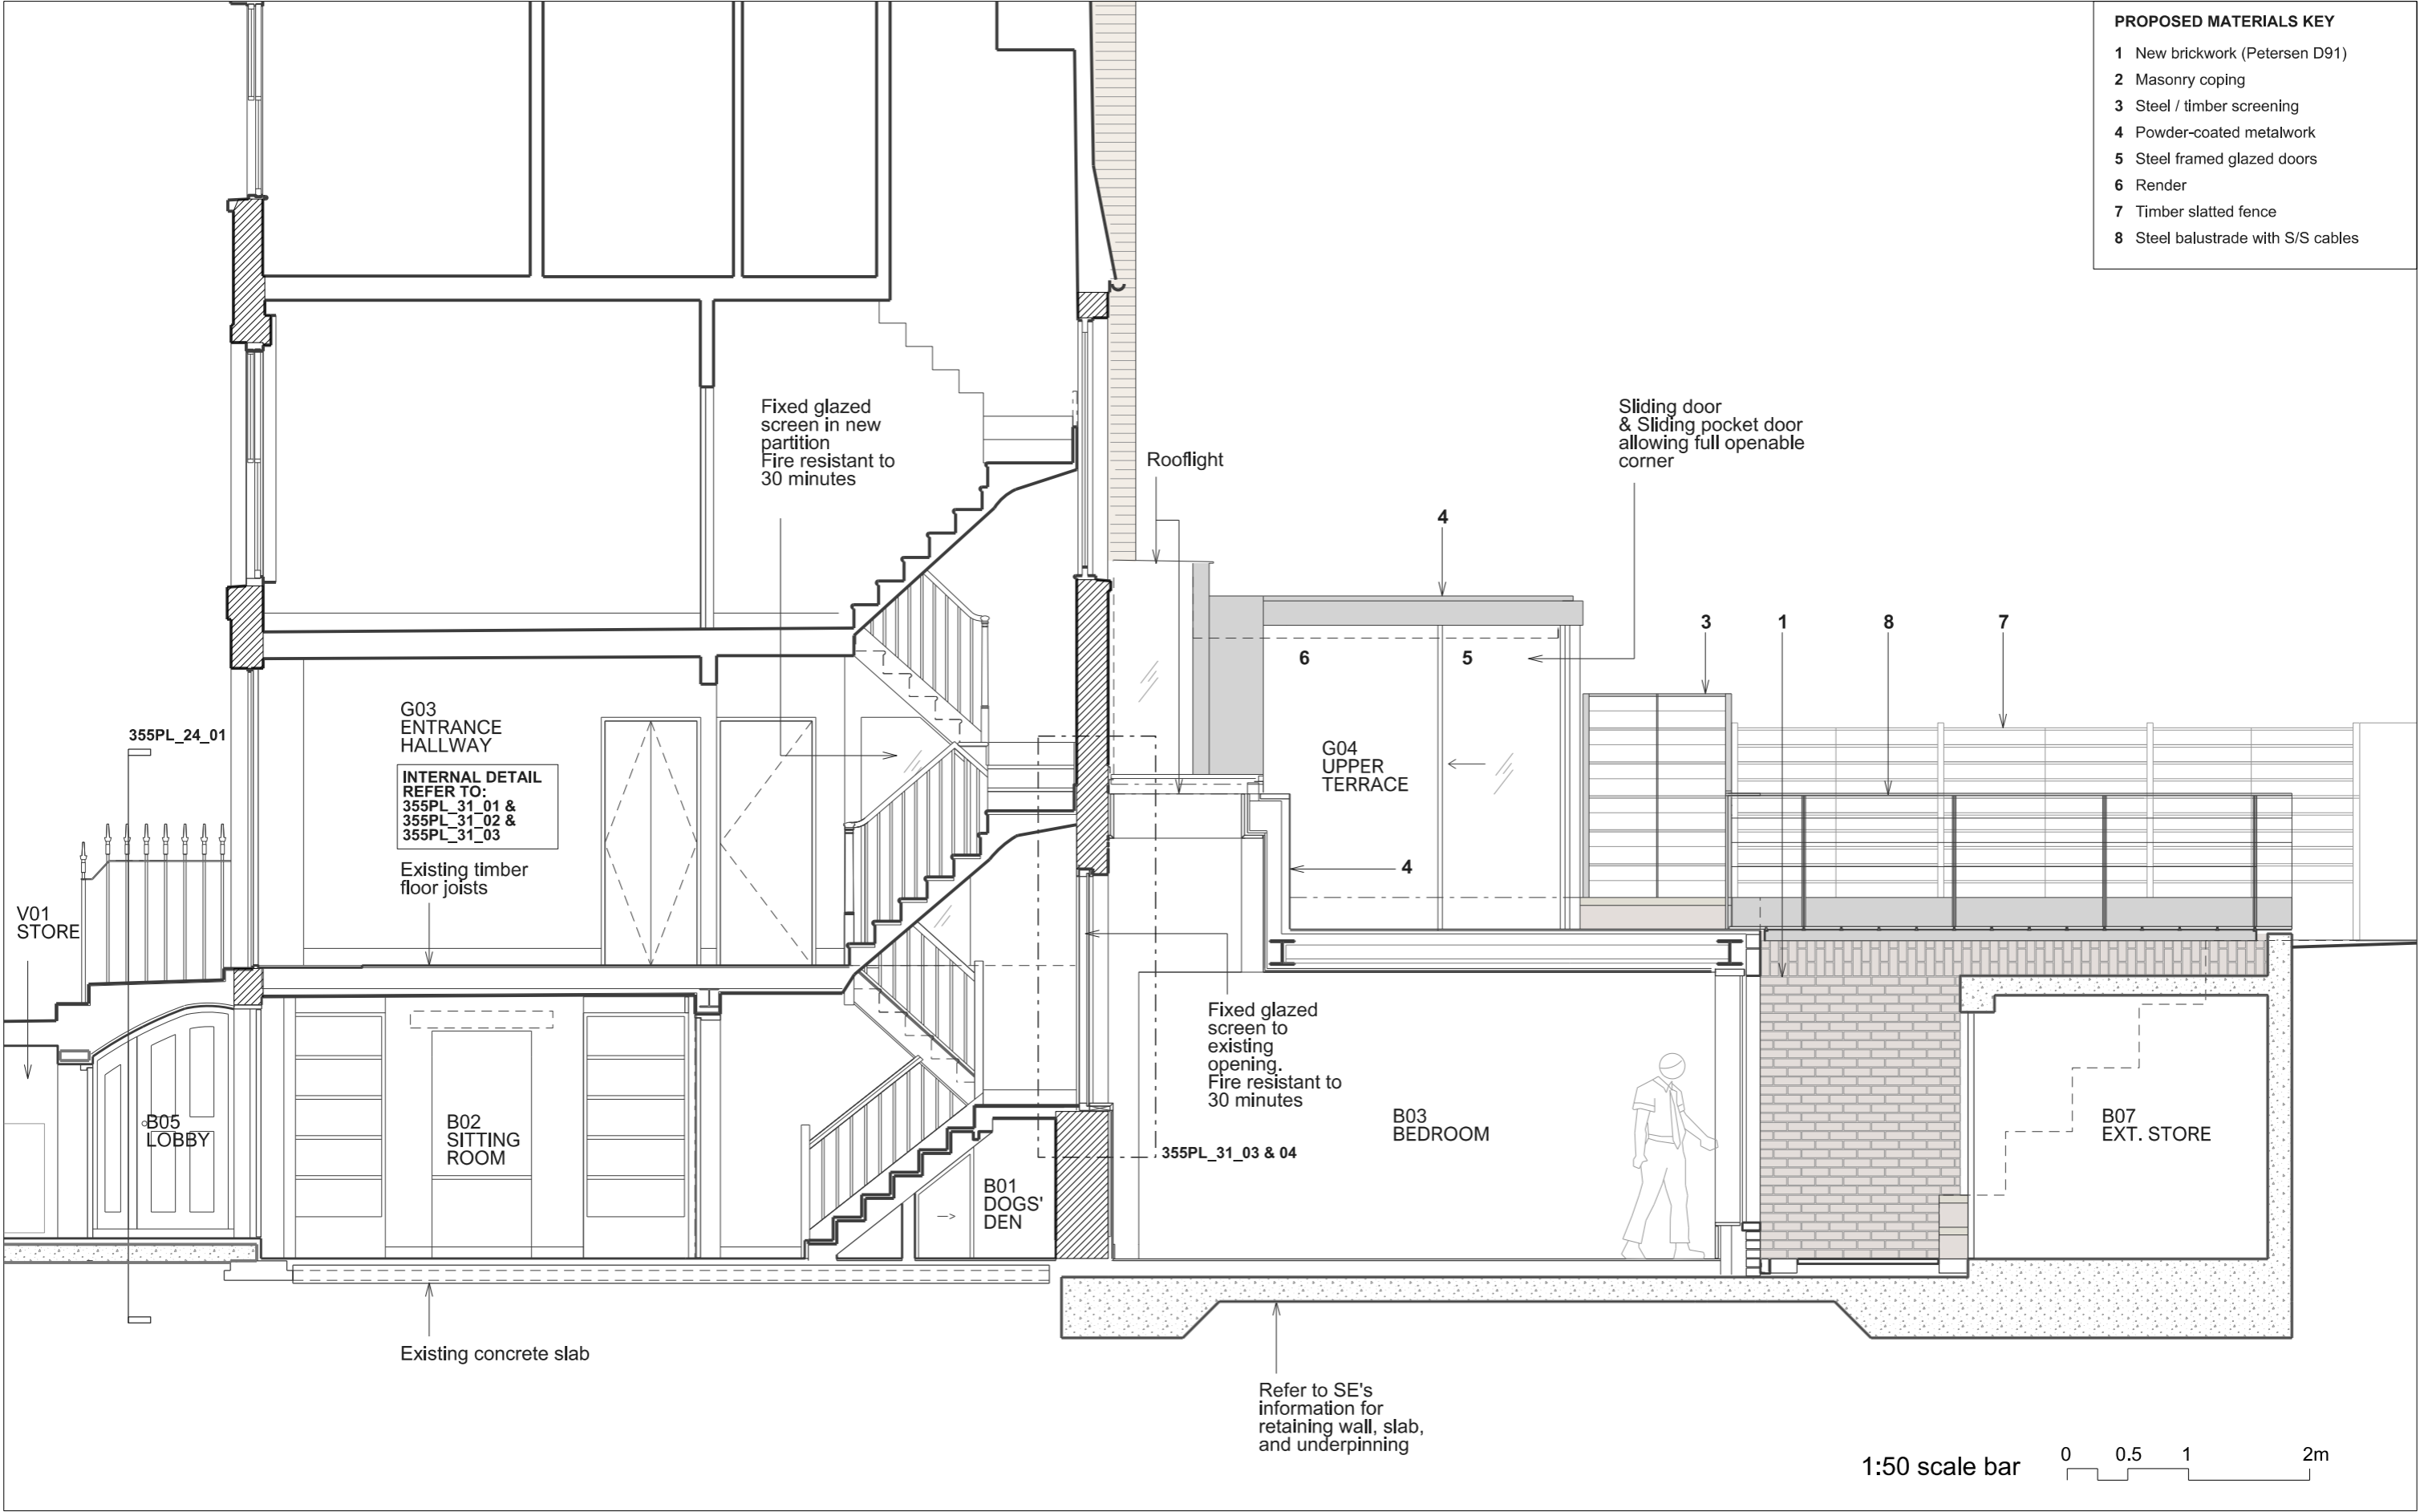 PROPOSED MATERIALS KEY
1 New brickwork (Petersen D91)
2 Masonry coping
3 Steel / timber screening
4 Powder-coated metalwork
5 Steel framed glazed doors
6 Render
7 Timber slatted fence
8 Steel balustrade with S/S cables
Fixed glazed
screen in new
partition
Fire resistant to
30 minutes
Rooflight
Sliding door
& Sliding pocket door
allowing full openable
corner
4
3
1
8
7
6
5
355PL_24_01
G03
ENTRANCE
HALLWAY
INTERNAL DETAIL
REFER TO:
355PL_31_01 &
355PL_31_02 &
355PL_31_03
Existing timber
floor joists
G04
UPPER
TERRACE
4
V01
STORE
Fixed glazed
screen to
existing
opening.
Fire resistant to
30 minutes
B05
LOBBY
B02
SITTING
ROOM
B01
DOGS'
DEN
355PL_31_03 & 04
B03
BEDROOM
B07
EXT. STORE
Existing concrete slab
Refer to SE's
information for
retaining wall, slab,
and underpinning
1:50 scale bar
0 0.5 1 2m